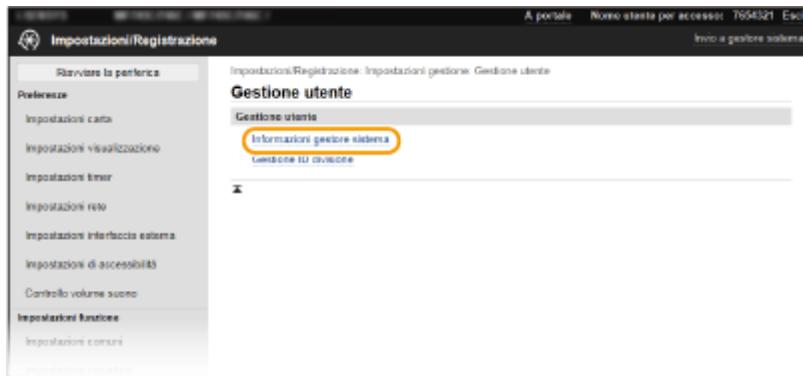 A portale Nome utente per accesso: 7654321 Esci
Impostazioni/Registrazione
Invio a gestore sistema
Riavviare la periferica
Preferenze
Impostazioni carta
Impostazioni visualizzazione
Impostazioni timer
Impostazioni rete
Impostazioni interfaccia esterna
Impostazioni di accessibilità
Controllo volume suono
Impostazioni funzione
Impostazioni comuni
Impostazioni/Registrazione: Impostazioni gestione: Gestione utente
Gestione utente
Gestione utente
Informazioni gestore sistema
Gestione ID divisione